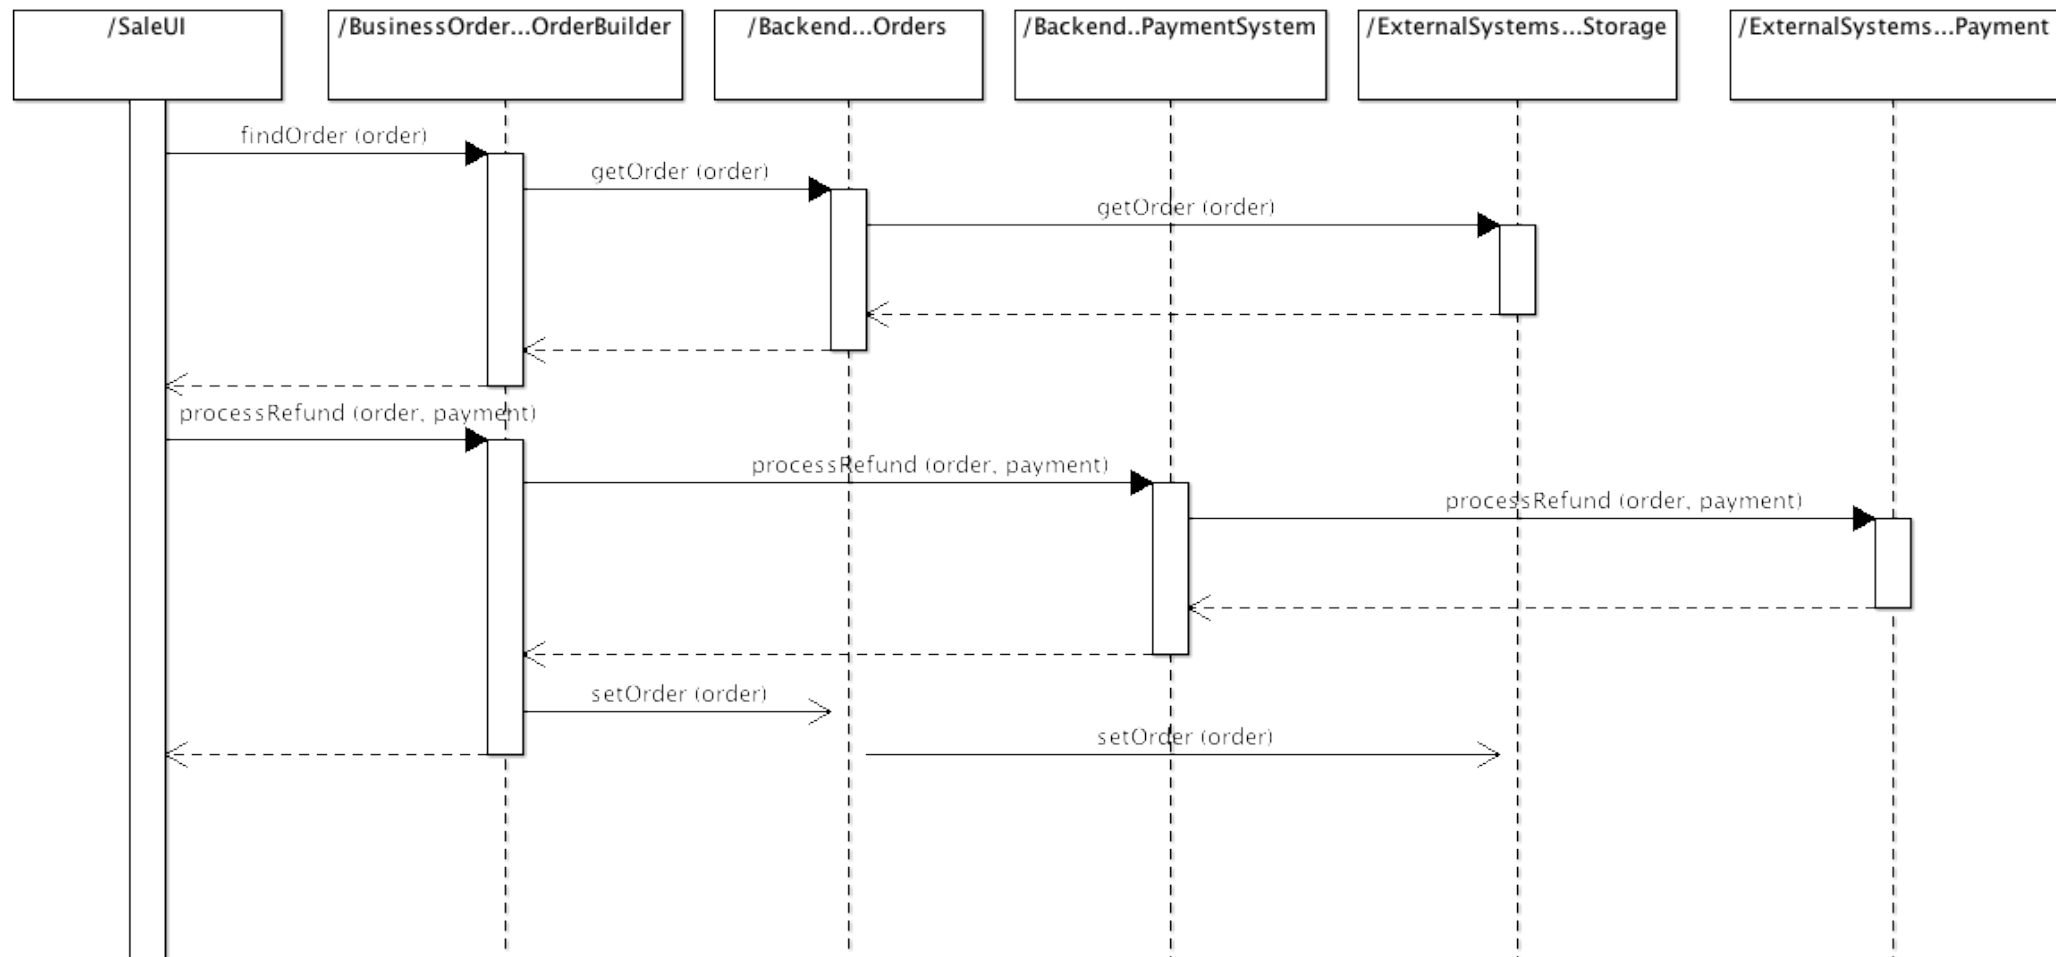 /SaleUI
/BusinessOrder...OrderBuilder
/Backend...Orders
/Backend..PaymentSystem
/ExternalSystems...Storage
/ExternalSystems...Payment
findOrder (order)
getOrder (order)
getOrder (order)
processRefund (order, payment)
processRefund (order, payment)
processRefund (order, payment)
setOrder (order)
setOrder (order)